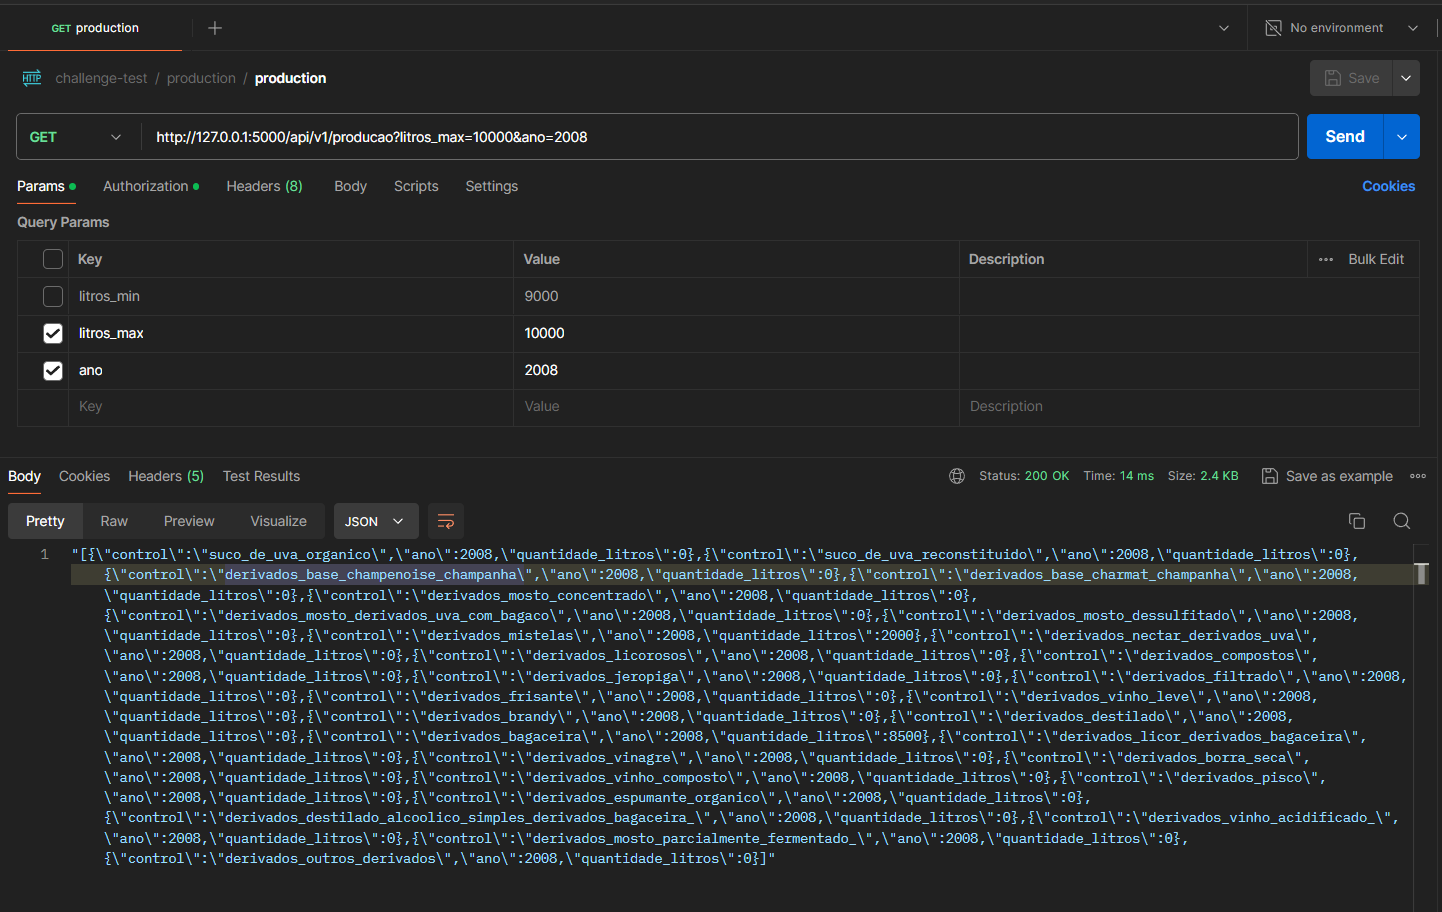 GET production
No environment
HTTP challenge-test / production / production
Save
GET http://127.0.0.1:5000/api/v1/producao?litros_max=10000&ano=2008 Send
Params Authorization Headers (8) Body Scripts Settings Cookies
Query Params
Key Value Description Bulk Edit
litros_min 9000
litros_max 10000
ano 2008
Key Value Description
Body Cookies Headers (5) Test Results Status: 200 OK Time: 14 ms Size: 2.4 KB Save as example
Pretty Raw Preview Visualize JSON
1 "[{\"control\":\"suco_de_uva_organico\",\"ano\":2008,\"quantidade_litros\":0},{\"control\":\"suco_de_uva_reconstituido\",\"ano\":2008,\"quantidade_litros\":0},
{\"control\":\"derivados_base_champenoise_champanha\",\"ano\":2008,\"quantidade_litros\":0},{\"control\":\"derivados_base_charmat_champanha\",\"ano\":2008,
\"quantidade_litros\":0},{\"control\":\"derivados_mosto_concentrado\",\"ano\":2008,\"quantidade_litros\":0},
{\"control\":\"derivados_mosto_derivados_uva_com_bagaco\",\"ano\":2008,\"quantidade_litros\":0},{\"control\":\"derivados_mosto_dessulfitado\",\"ano\":2008,
\"quantidade_litros\":0},{\"control\":\"derivados_mistelas\",\"ano\":2008,\"quantidade_litros\":2000},{\"control\":\"derivados_nectar_derivados_uva\",
\"ano\":2008,\"quantidade_litros\":0},{\"control\":\"derivados_licorosos\",\"ano\":2008,\"quantidade_litros\":0},{\"control\":\"derivados_compostos\",
\"ano\":2008,\"quantidade_litros\":0},{\"control\":\"derivados_jeropiga\",\"ano\":2008,\"quantidade_litros\":0},{\"control\":\"derivados_filtrado\",\"ano\":2008,
\"quantidade_litros\":0},{\"control\":\"derivados_frisante\",\"ano\":2008,\"quantidade_litros\":0},{\"control\":\"derivados_vinho_leve\",\"ano\":2008,
\"quantidade_litros\":0},{\"control\":\"derivados_brandy\",\"ano\":2008,\"quantidade_litros\":0},{\"control\":\"derivados_destilado\",\"ano\":2008,
\"quantidade_litros\":0},{\"control\":\"derivados_bagaceira\",\"ano\":2008,\"quantidade_litros\":8500},{\"control\":\"derivados_licor_derivados_bagaceira\",
\"ano\":2008,\"quantidade_litros\":0},{\"control\":\"derivados_vinagre\",\"ano\":2008,\"quantidade_litros\":0},{\"control\":\"derivados_borra_seca\",
\"ano\":2008,\"quantidade_litros\":0},{\"control\":\"derivados_vinho_composto\",\"ano\":2008,\"quantidade_litros\":0},{\"control\":\"derivados_pisco\",
\"ano\":2008,\"quantidade_litros\":0},{\"control\":\"derivados_espumante_organico\",\"ano\":2008,\"quantidade_litros\":0},
{\"control\":\"derivados_destilado_alcoolico_simples_derivados_bagaceira_\",\"ano\":2008,\"quantidade_litros\":0},{\"control\":\"derivados_vinho_acidificado_\",
\"ano\":2008,\"quantidade_litros\":0},{\"control\":\"derivados_mosto_parcialmente_fermentado_\",\"ano\":2008,\"quantidade_litros\":0},
{\"control\":\"derivados_outros_derivados\",\"ano\":2008,\"quantidade_litros\":0}]"